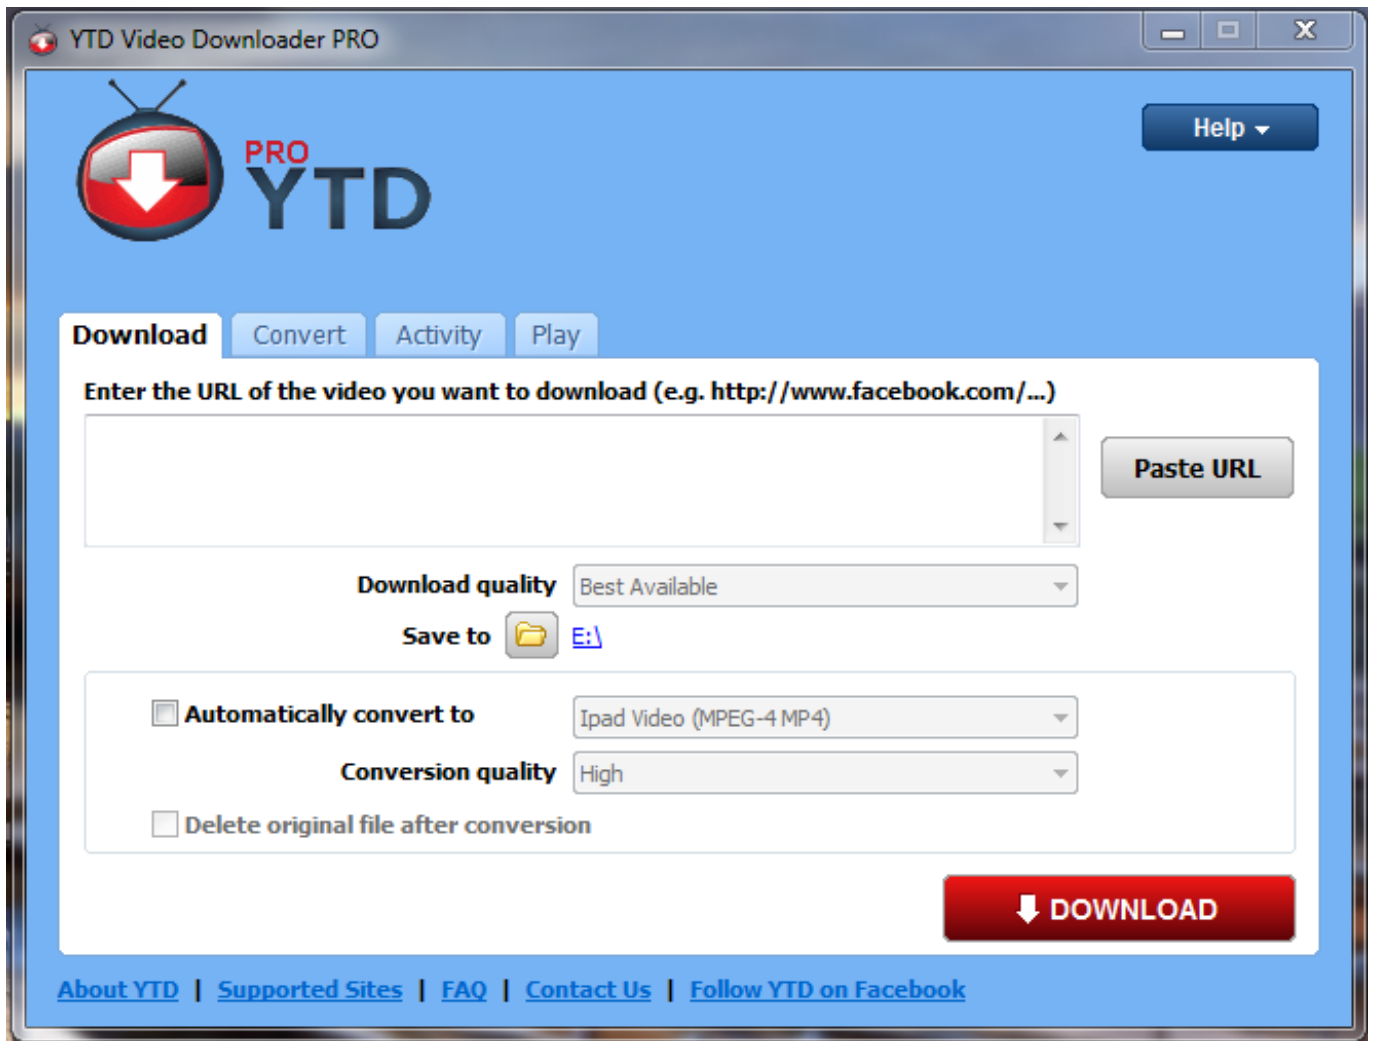 YTD Video Downloader PRO
Help
PRO
YTD
Download Convert Activity Play
Enter the URL of the video you want to download (e.g. http://www.facebook.com/...)
Paste URL
Download quality Best Available
Save to E:\
Automatically convert to Ipad Video (MPEG-4 MP4)
Conversion quality High
Delete original file after conversion
DOWNLOAD
About YTD | Supported Sites | FAQ | Contact Us | Follow YTD on Facebook